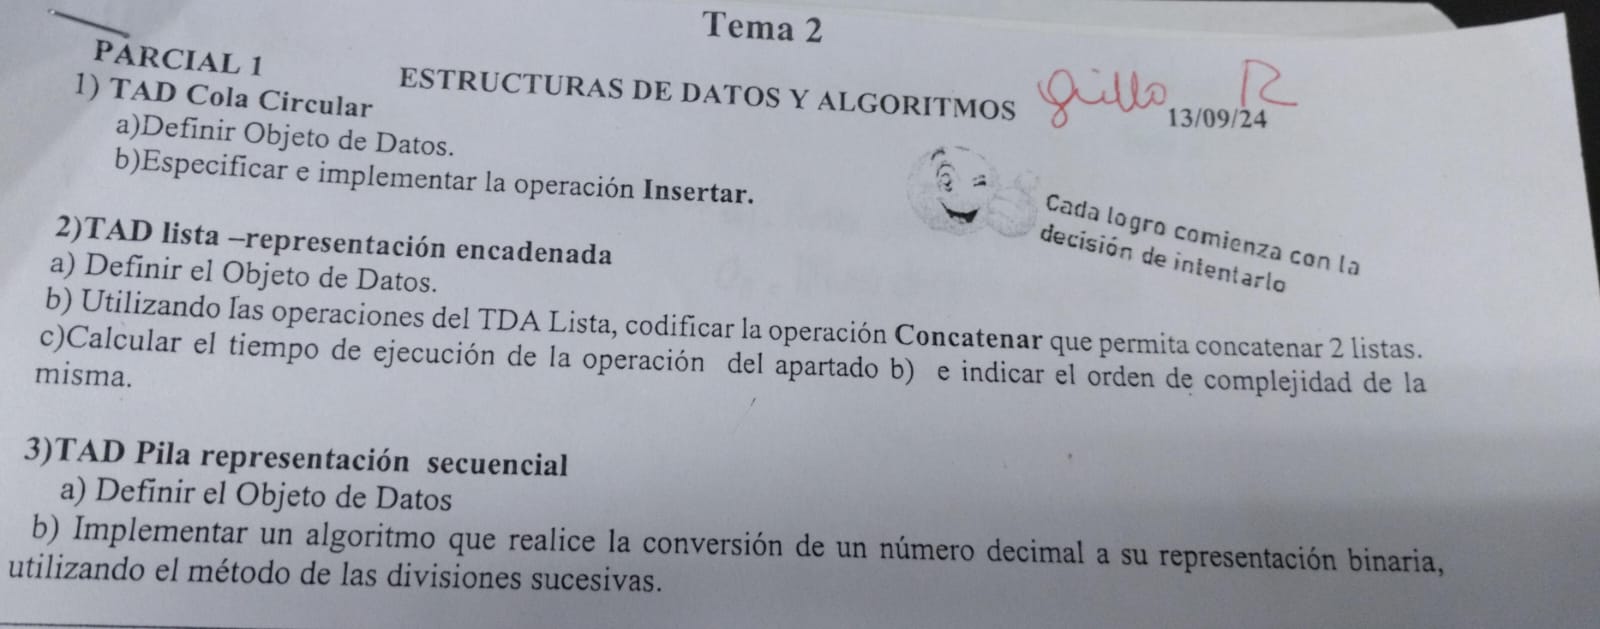 Tema 2
PARCIAL 1
ESTRUCTURAS DE DATOS Y ALGORITMOS
13/09/24
1) TAD Cola Circular
a)Definir Objeto de Datos.
b)Especificar e implementar la operación Insertar.
Cada logro comienza con la
decisión de intentarlo
2)TAD lista –representación encadenada
a) Definir el Objeto de Datos.
b) Utilizando las operaciones del TDA Lista, codificar la operación Concatenar que permita concatenar 2 listas.
c)Calcular el tiempo de ejecución de la operación del apartado b) e indicar el orden de complejidad de la
misma.
3)TAD Pila representación secuencial
a) Definir el Objeto de Datos
b) Implementar un algoritmo que realice la conversión de un número decimal a su representación binaria,
utilizando el método de las divisiones sucesivas.